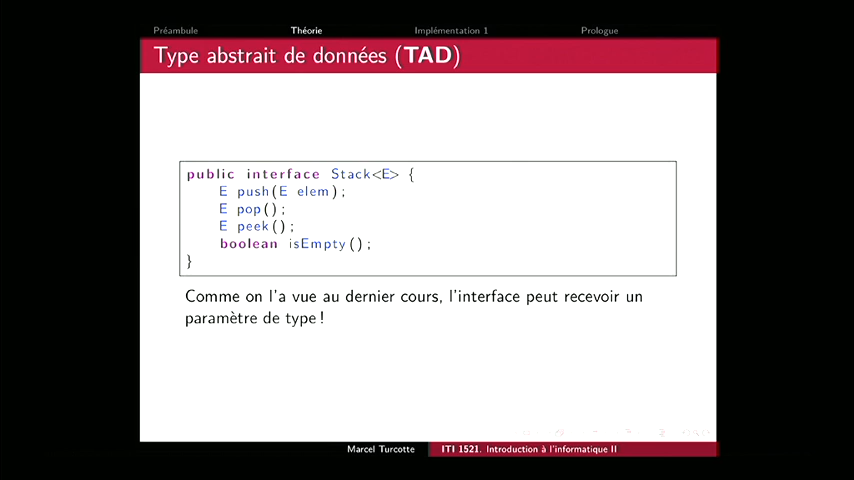 Préambule Théorie Implémentation 1 Prologue
Type abstrait de données (TAD)
public interface Stack<E> {
E push(E elem);
E pop();
E peek();
boolean isEmpty();
}
Comme on l'a vue au dernier cours, l'interface peut recevoir un
paramètre de type !
Marcel Turcotte ITI 1521. Introduction à l'informatique II